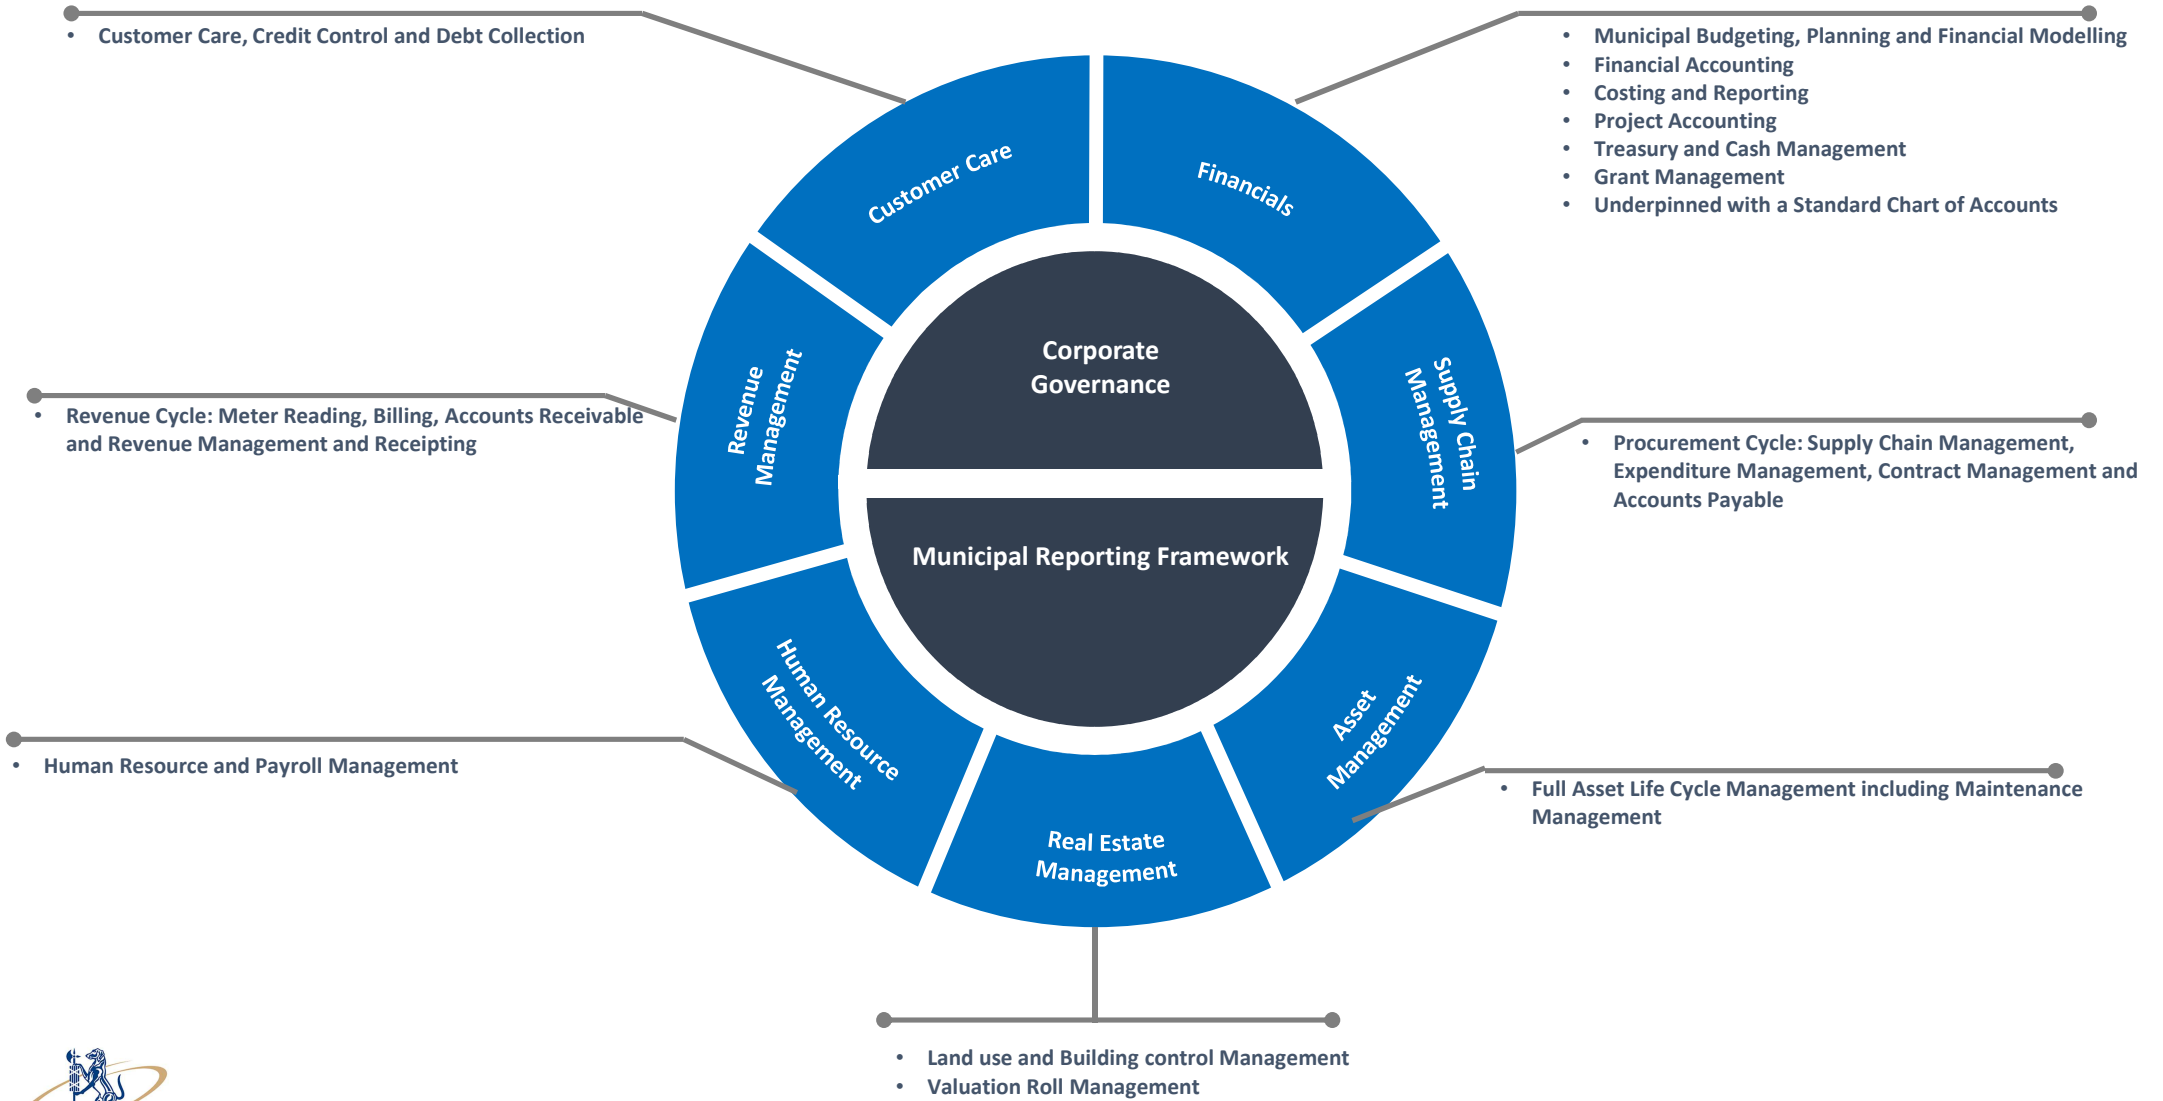 • Customer Care, Credit Control and Debt Collection
• Municipal Budgeting, Planning and Financial Modelling
• Financial Accounting
• Costing and Reporting
• Project Accounting
• Treasury and Cash Management
• Grant Management
• Underpinned with a Standard Chart of Accounts
Customer Care
Financials
Corporate
Governance
Municipal Reporting Framework
Revenue
Management
Supply Chain
Management
• Revenue Cycle: Meter Reading, Billing, Accounts Receivable
and Revenue Management and Receipting
• Procurement Cycle: Supply Chain Management,
Expenditure Management, Contract Management and
Accounts Payable
Human Resource
Management
Asset
Management
• Human Resource and Payroll Management
• Full Asset Life Cycle Management including Maintenance
Management
Real Estate
Management
• Land use and Building control Management
• Valuation Roll Management